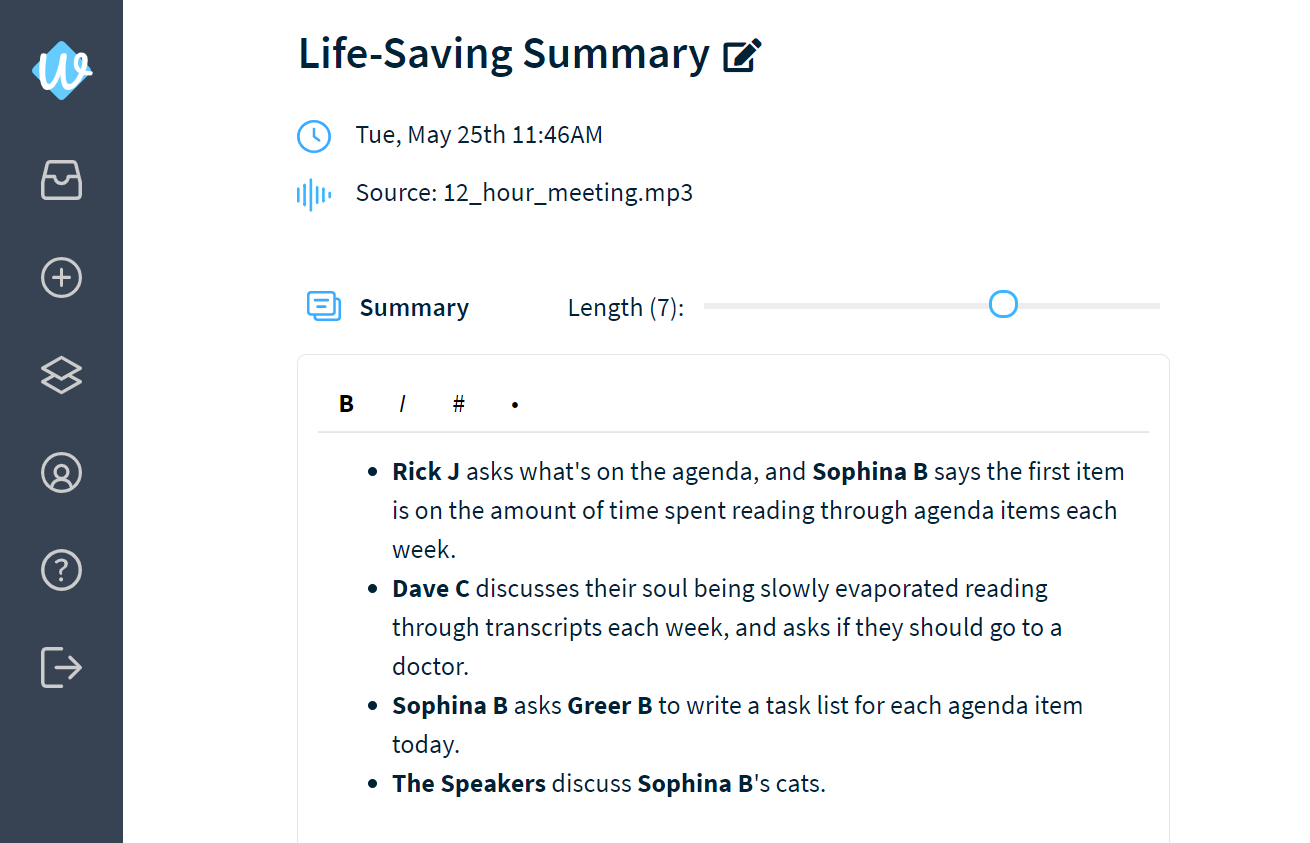 w
Life-Saving Summary
Tue, May 25th 11:46AM
Source: 12_hour_meeting.mp3
Summary
Length (7):
B I # •
• Rick J asks what's on the agenda, and Sophina B says the first item
is on the amount of time spent reading through agenda items each
week.
• Dave C discusses their soul being slowly evaporated reading
through transcripts each week, and asks if they should go to a
doctor.
• Sophina B asks Greer B to write a task list for each agenda item
today.
• The Speakers discuss Sophina B's cats.